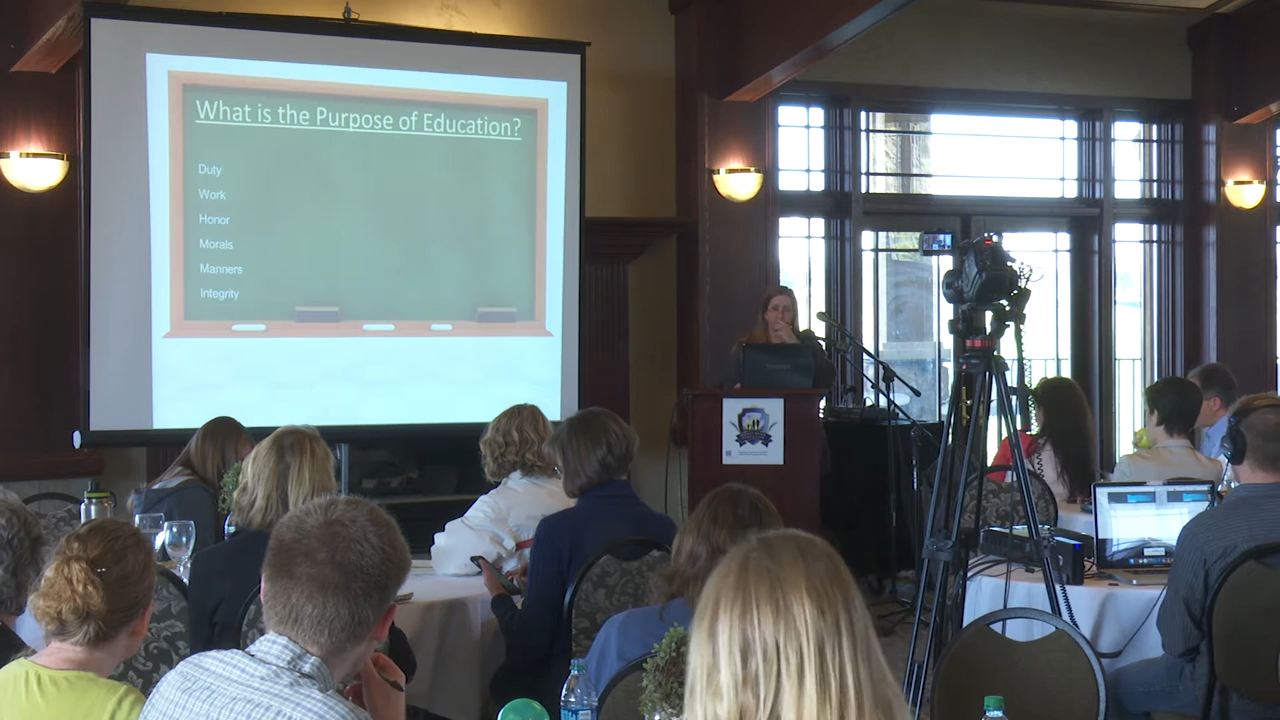 What is the Purpose of Education?
Duty
Work
Honor
Morals
Manners
Integrity